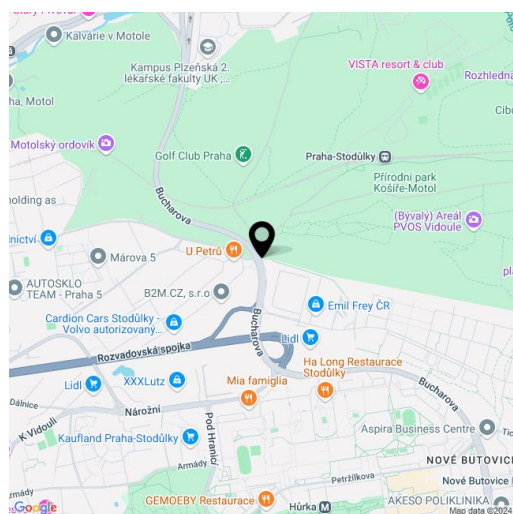 Kalvárie v Motole
Kampus Plzeňská 2.
lékařské fakulty UK ;...
VISTA resort & club
Rozhledna
ha, Motol
Motolský ordovik
Golf Club Praha
Praha-Stodůlky
Přírodní park
Košíře-Motol
Bucharova
holding as
(Bývalý) Areál
PVOS Vidoule
nictví
U Petrů
Márova 5
AUTOSKLO
TEAM - Praha 5
B2M.CZ, s.r.o
Emil Frey ČR
Cardion Cars Stodůlky -
Volvo autorizovaný...
Bucharova
Lidl
Rozvadovská spojka
Ha Long Restaurace
Stodůlky
Lidl
XXXLutz
Mia famiglia
Bucharova
Dálnice
Nárožní
K Vidouli
Pod Hranicí
Aspira Business Centre
Kaufland Praha-Stodůlky
Armády
NOVÉ BUTOVICE
Petržílkova
Nové Butovice
Armády
GEMOEBY Restaurace
Hůrka
AKESO POLIKLINIKA
Google
Map data ©2024